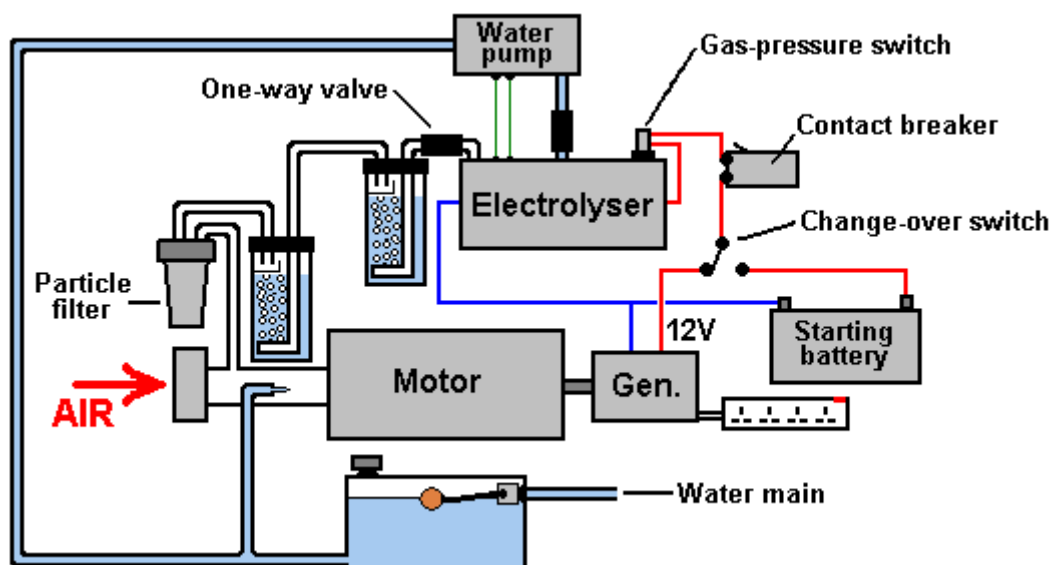 Water
pump
Gas-pressure switch
One-way valve
Contact breaker
Electrolyser
Change-over switch
Particle
filter
12V
Starting
battery
Motor
Gen.
AIR
Water main